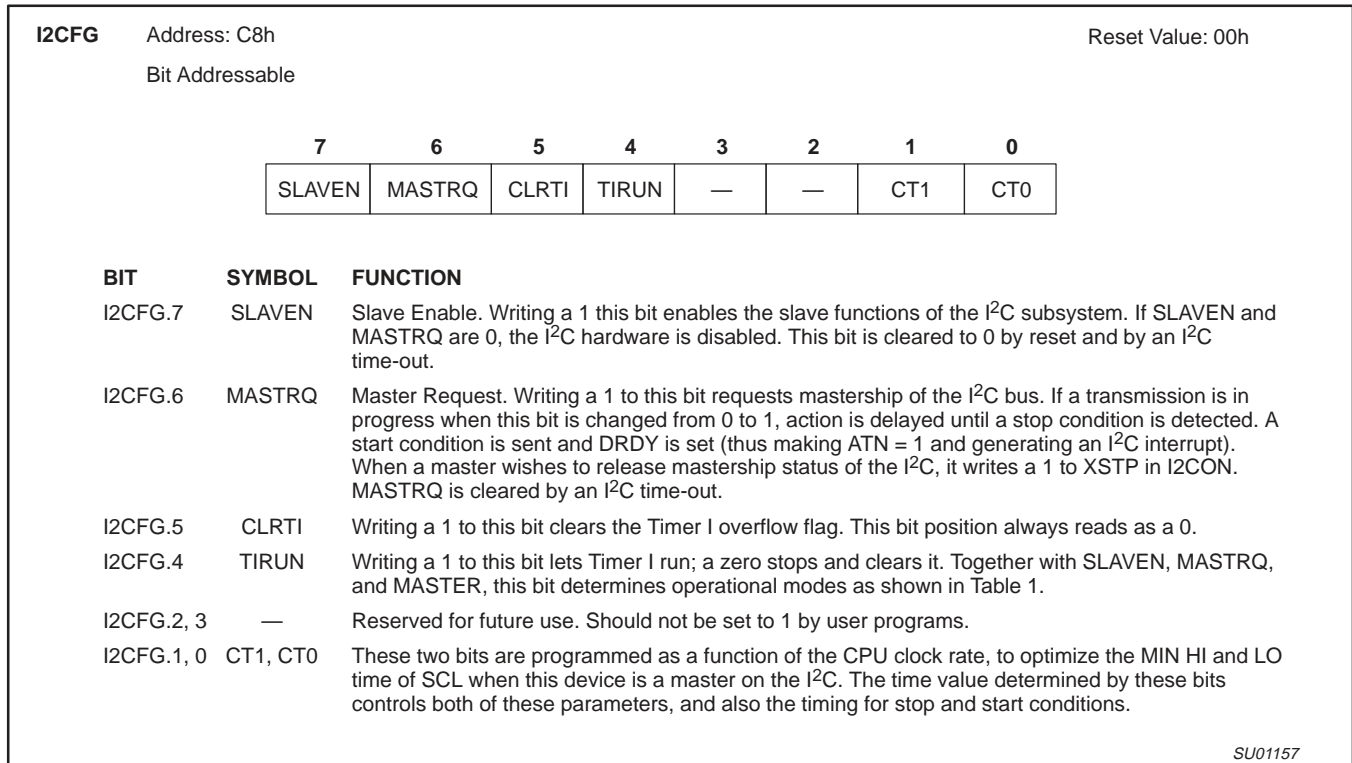 I2CFG Address: C8h Reset Value: 00h
Bit Addressable
7 6 5 4 3 2 1 0
SLAVEN MASTRQ CLRTI TIRUN — — CT1 CT0
BIT SYMBOL FUNCTION
I2CFG.7 SLAVEN Slave Enable. Writing a 1 this bit enables the slave functions of the I2C subsystem. If SLAVEN and
MASTRQ are 0, the I2C hardware is disabled. This bit is cleared to 0 by reset and by an I2C
time-out.
I2CFG.6 MASTRQ Master Request. Writing a 1 to this bit requests mastership of the I2C bus. If a transmission is in
progress when this bit is changed from 0 to 1, action is delayed until a stop condition is detected. A
start condition is sent and DRDY is set (thus making ATN = 1 and generating an I2C interrupt).
When a master wishes to release mastership status of the I2C, it writes a 1 to XSTP in I2CON.
MASTRQ is cleared by an I2C time-out.
I2CFG.5 CLRTI Writing a 1 to this bit clears the Timer I overflow flag. This bit position always reads as a 0.
I2CFG.4 TIRUN Writing a 1 to this bit lets Timer I run; a zero stops and clears it. Together with SLAVEN, MASTRQ,
and MASTER, this bit determines operational modes as shown in Table 1.
I2CFG.2, 3 — Reserved for future use. Should not be set to 1 by user programs.
I2CFG.1, 0 CT1, CT0 These two bits are programmed as a function of the CPU clock rate, to optimize the MIN HI and LO
time of SCL when this device is a master on the I2C. The time value determined by these bits
controls both of these parameters, and also the timing for stop and start conditions.
SU01157